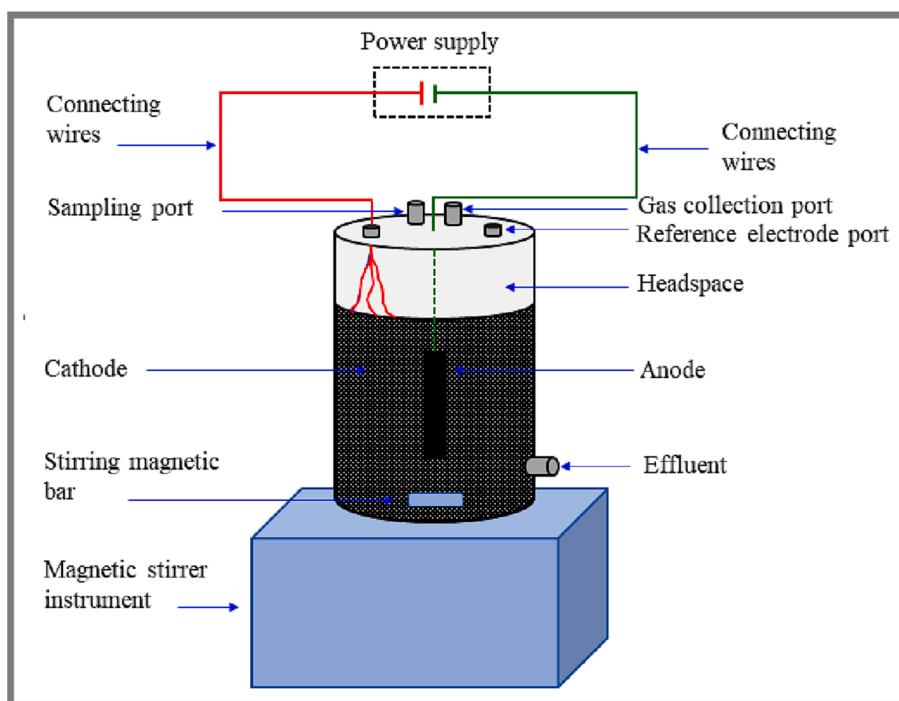 Power supply
Connecting
wires
Connecting
wires
Sampling port
Gas collection port
Reference electrode port
Headspace
Cathode
Anode
Stirring magnetic
bar
Effluent
Magnetic stirrer
instrument